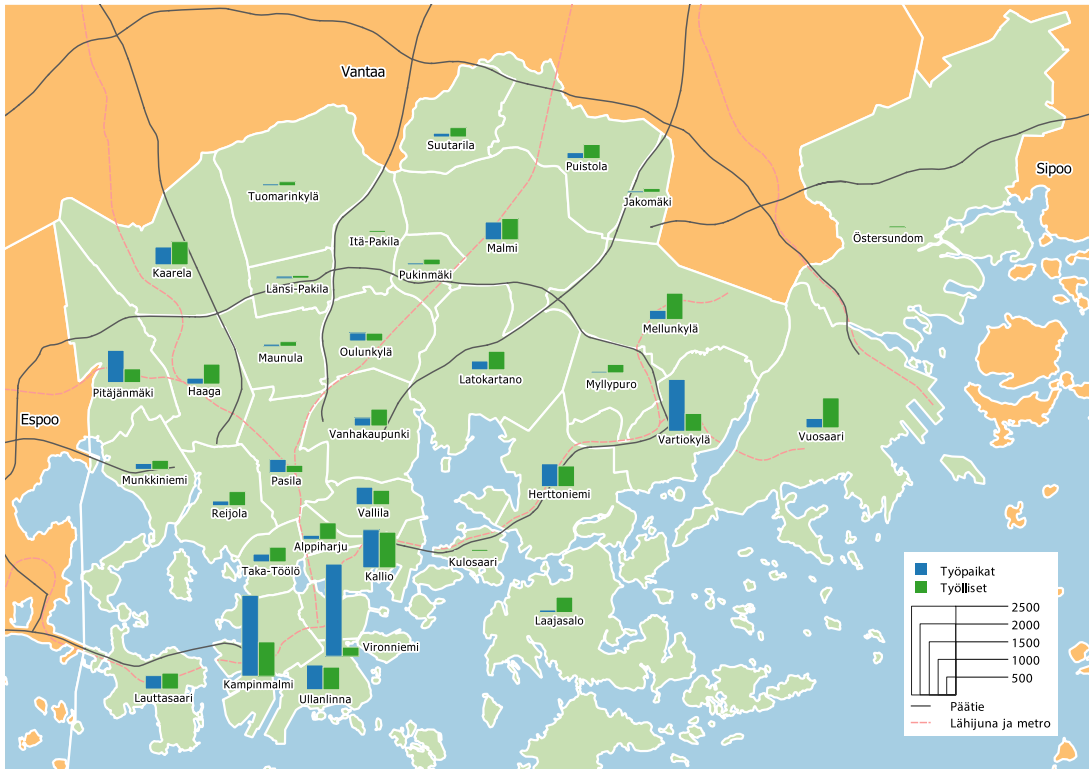 Vantaa
Suutarila
Puistola
Sipoo
Tuomarinkylä
Jakomäki
Itä-Pakila
Malmi
Östersundom
Kaarela
Pukinmäki
Länsi-Pakila
Mellunkylä
Maunula
Oulunkylä
Latokartano
Myllypuro
Pitäjänmäki
Haaga
Espoo
Vanhakaupunki
Vartiokylä
Vuosaari
Munkkiniemi
Pasila
Herttoniemi
Reijola
Vallila
Alppiharju
Taka-Töölö
Kallio
Kulosaari
Laajasalo
Vironniemi
Kampinmalmi
Lauttasaari
Ullanlinna
Työpaikat
Työlliset
2500
2000
1500
1000
500
Päätie
Lähijuna ja metro